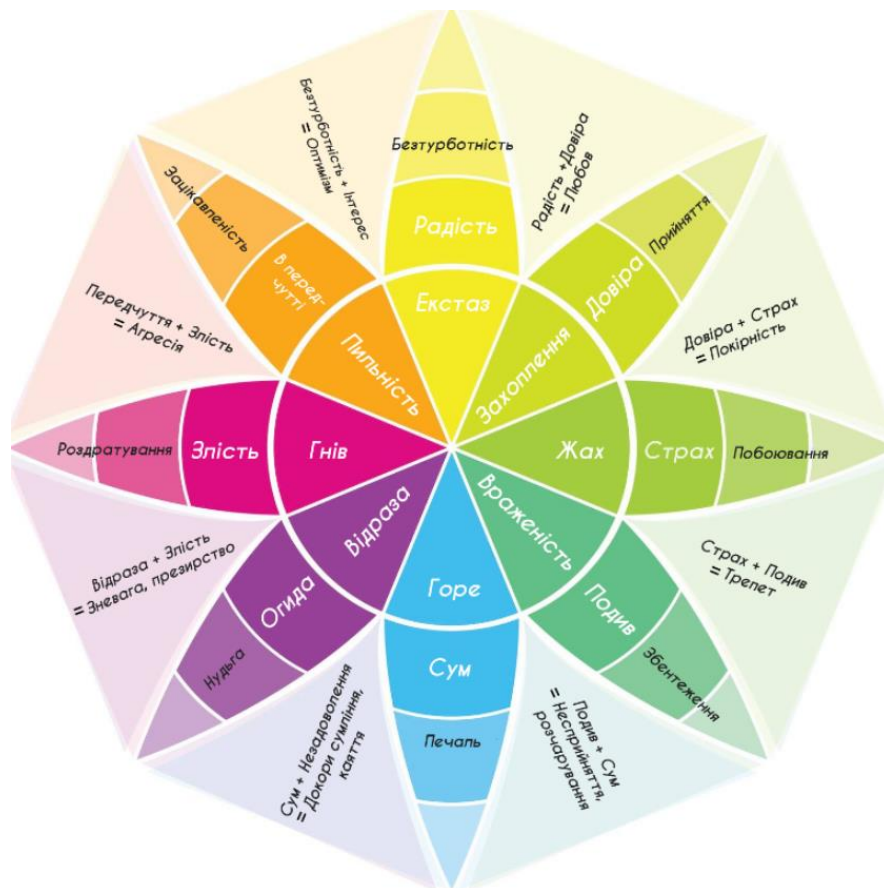 Безтурботність
Радість
Екстаз
Радість +Довіра
= Любов
Прийняття
Довіра
Захоплення
Довіра + Страх
= Покірність
Жах
Страх
Побоювання
Страх + Подив
= Трепет
Враженість
Подив
Збентеження
Подив + Сум
= Несприйняття,
розчарування
Горе
Сум
Печаль
Сум + Незадоволення
= Докори сумління,
каяття
Відраза
Огида
Нудьга
Відраза + Злість
= Зневага, презирство
Гнів
Злість
Роздратування
Передчуття + Злість
= Агресія
Пильність
В перед-
чутті
Зацікавленість
Безтурботність + Інтерес
= Оптимізм